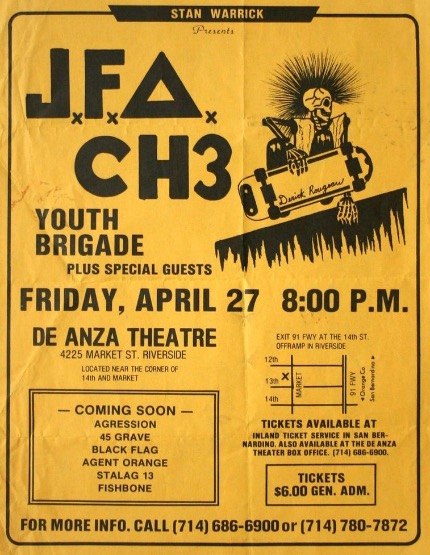 STAN WARRICK
Presents
J.F.A.
x x x
CH3
YOUTH
BRIGADE
PLUS SPECIAL GUESTS
FRIDAY, APRIL 27 8:00 P.M.
DE ANZA THEATRE
4225 MARKET ST. RIVERSIDE
LOCATED NEAR THE CORNER OF
14th AND MARKET
EXIT 91 FWY AT THE 14th ST.
OFFRAMP IN RIVERSIDE
12th
13th
14th
X
MARKET
91 FWY
Orange Co.
San Bernardino
— COMING SOON —
AGRESSION
45 GRAVE
BLACK FLAG
AGENT ORANGE
STALAG 13
FISHBONE
TICKETS AVAILABLE AT
INLAND TICKET SERVICE IN SAN BER-
NARDINO. ALSO AVAILABLE AT THE DE ANZA
THEATER BOX OFFICE. (714) 686-6900.
TICKETS
$6.00 GEN. ADM.
FOR MORE INFO. CALL (714) 686-6900 or (714) 780-7872